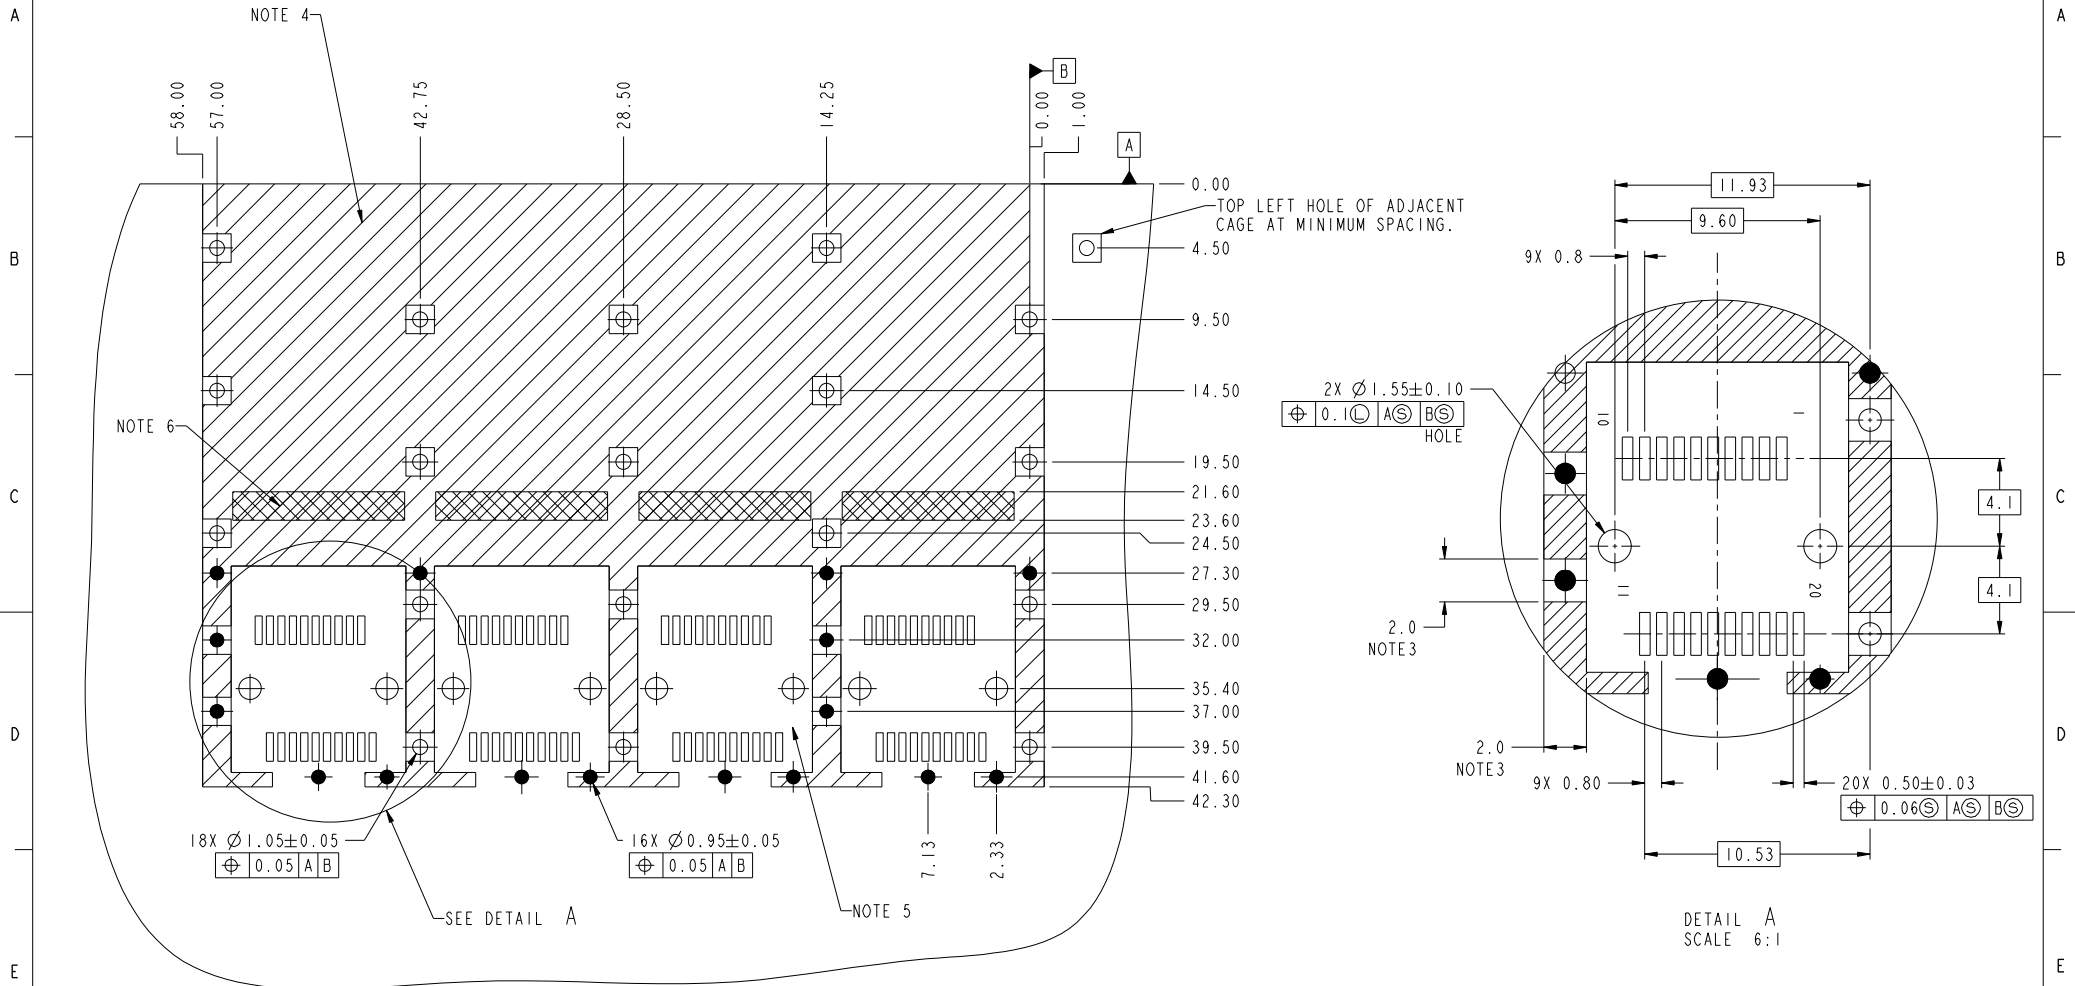 A
A
NOTE 4
B
58.00
57.00
42.75
28.50
14.25
0.00
1.00
A
0.00
TOP LEFT HOLE OF ADJACENT
CAGE AT MINIMUM SPACING.
4.50
9.50
14.50
19.50
21.60
23.60
24.50
27.30
29.50
32.00
35.40
37.00
39.50
41.60
42.30
B
B
NOTE 6
C
C
D
D
E
E
18X Ø1.05±0.05
⌖ 0.05 A B
16X Ø0.95±0.05
⌖ 0.05 A B
7.13
2.33
SEE DETAIL A
NOTE 5
11.93
9.60
9X 0.8
2X Ø1.55±0.10
⌖ 0.1Ⓛ AⓈ BⓈ
HOLE
10
1
11
20
4.1
4.1
2.0
NOTE3
2.0
NOTE3
9X 0.80
20X 0.50±0.03
⌖ 0.06Ⓢ AⓈ BⓈ
10.53
DETAIL A
SCALE 6:1